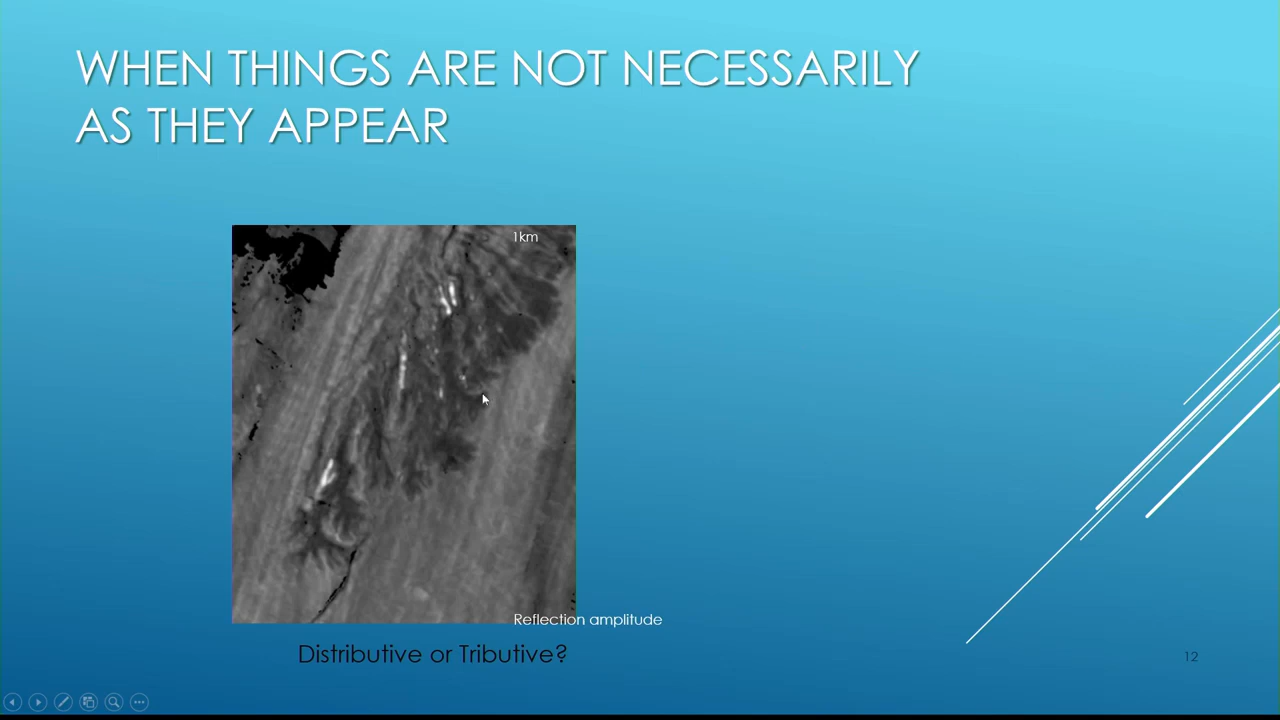 WHEN THINGS ARE NOT NECESSARILY
AS THEY APPEAR
1km
Reflection amplitude
Distributive or Tributive?
12